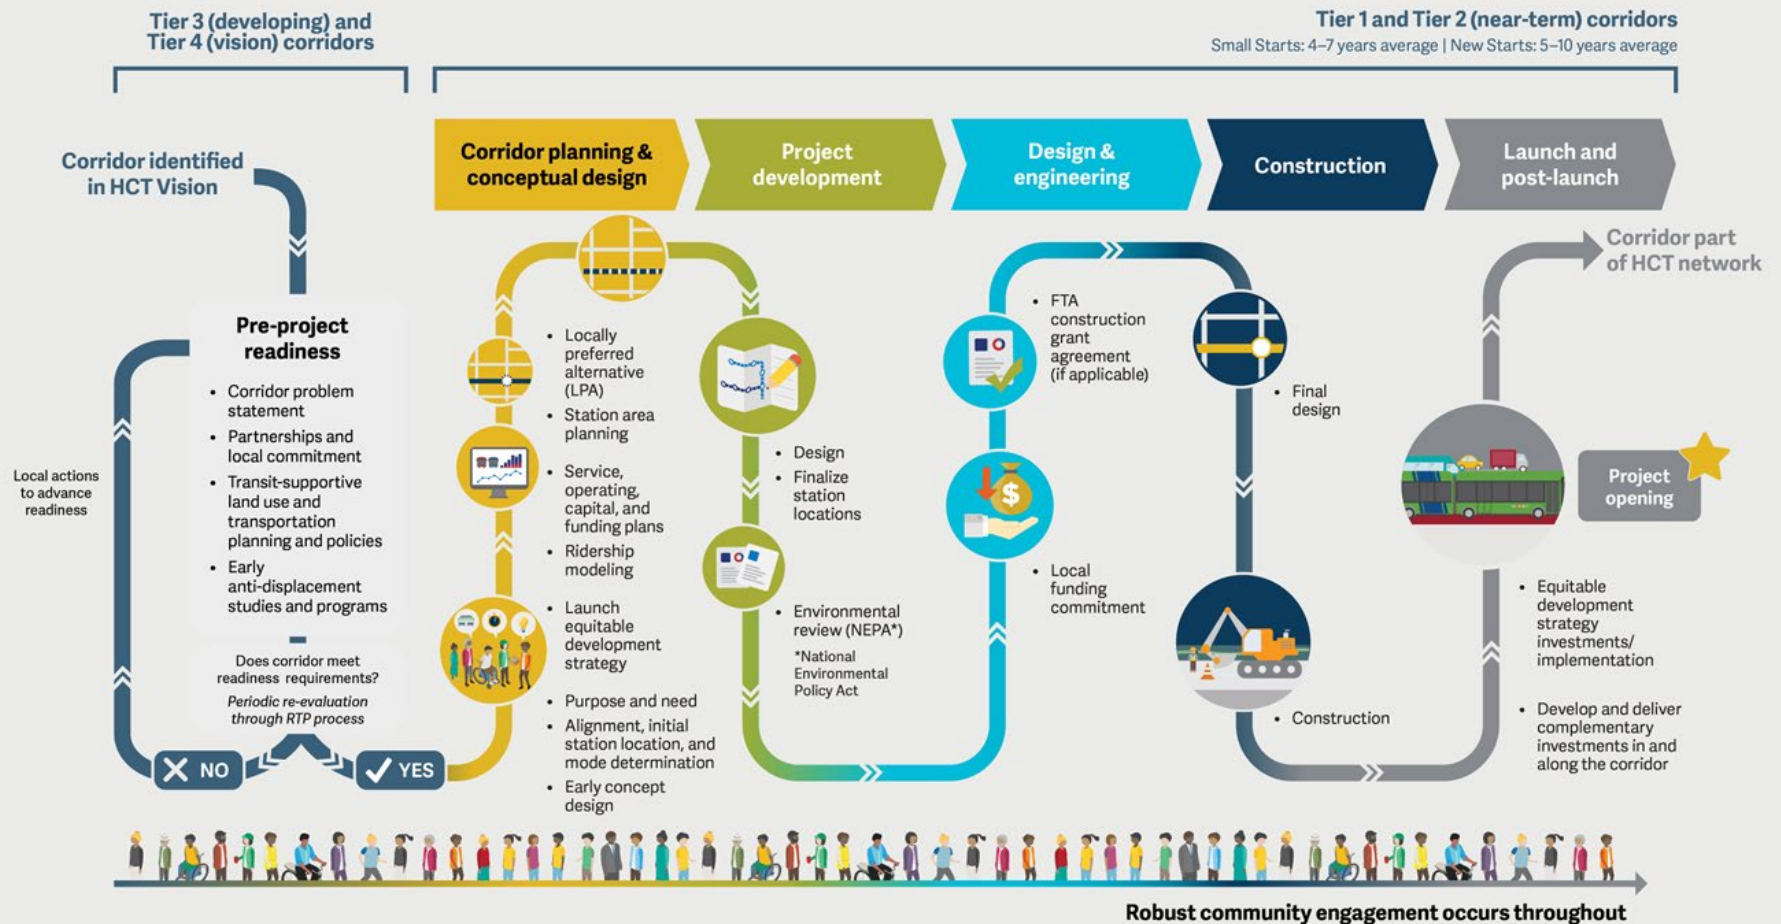 Tier 3 (developing) and
Tier 4 (vision) corridors
Tier 1 and Tier 2 (near-term) corridors
Small Starts: 4–7 years average | New Starts: 5–10 years average
Corridor identified
in HCT Vision
Pre-project
readiness
• Corridor problem
statement
• Partnerships and
local commitment
• Transit-supportive
land use and
transportation
planning and policies
• Early
anti-displacement
studies and programs
Local actions
to advance
readiness
Does corridor meet
readiness requirements?
Periodic re-evaluation
through RTP process
NO
YES
Corridor planning &
conceptual design
• Locally
preferred
alternative
(LPA)
• Station area
planning
• Service,
operating,
capital, and
funding plans
• Ridership
modeling
• Launch
equitable
development
strategy
• Purpose and need
• Alignment, initial
station location, and
mode determination
• Early concept
design
Project
development
• Design
• Finalize
station
locations
• Environmental
review (NEPA*)
*National
Environmental
Policy Act
Design &
engineering
• FTA
construction
grant
agreement
(if applicable)
$
• Local
funding
commitment
Construction
• Final
design
• Construction
Launch and
post-launch
Corridor part
of HCT network
Project
opening
• Equitable
development
strategy
investments/
implementation
• Develop and deliver
complementary
investments in and
along the corridor
Robust community engagement occurs throughout